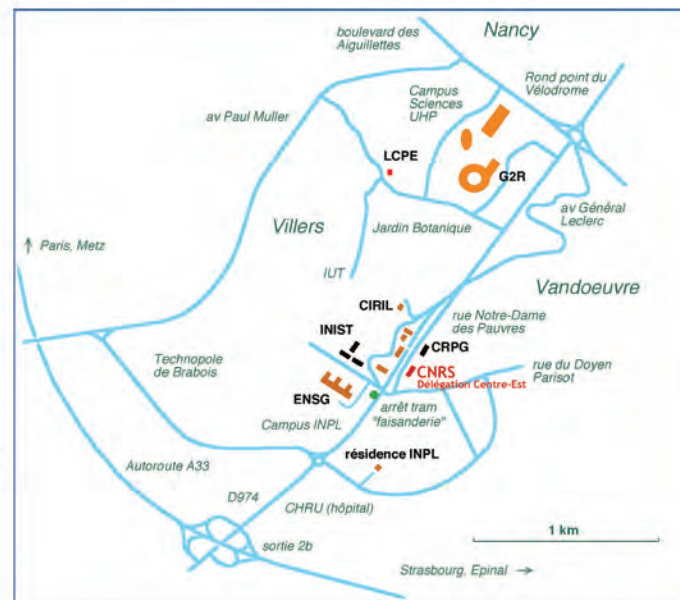 Nancy
boulevard des
Aiguillettes
Rond point du
Vélodrome
Campus
Sciences
UHP
av Paul Muller
LCPE
G2R
av Général
Leclerc
Villers
Jardin Botanique
↑ Paris, Metz
IUT
Vandoeuvre
CIRIL
rue Notre-Dame
des Pauvres
INIST
CRPG
Technopole
de Brabois
CNRS
Délégation Centre-Est
rue du Doyen
Parisot
ENSG
arrêt tram
"faisanderie"
Campus INPL
résidence INPL
Autoroute A33
D974
CHRU (hôpital)
1 km
sortie 2b
Strasbourg, Epinal →